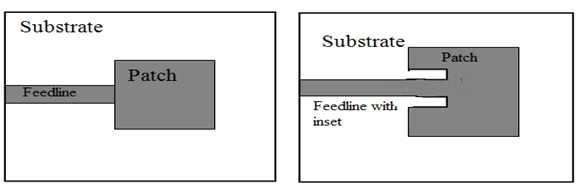 Substrate
Patch
Feedline
Substrate
Patch
Feedline with
inset